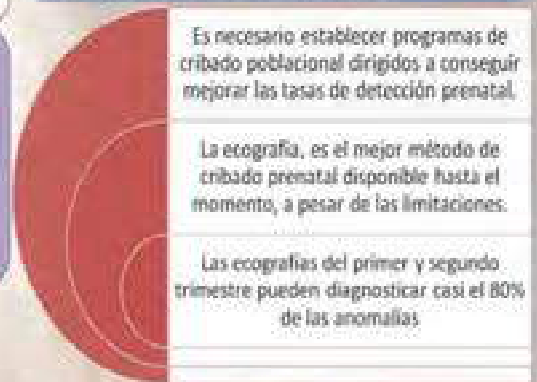 Es necesario establecer programas de
cribado poblacional dirigidos a conseguir
mejorar las tasas de detección prenatal.
La ecografía, es el mejor método de
cribado prenatal disponible hasta el
momento, a pesar de las limitaciones.
Las ecografías del primer y segundo
trimestre pueden diagnosticar casi el 80%
de las anomalías